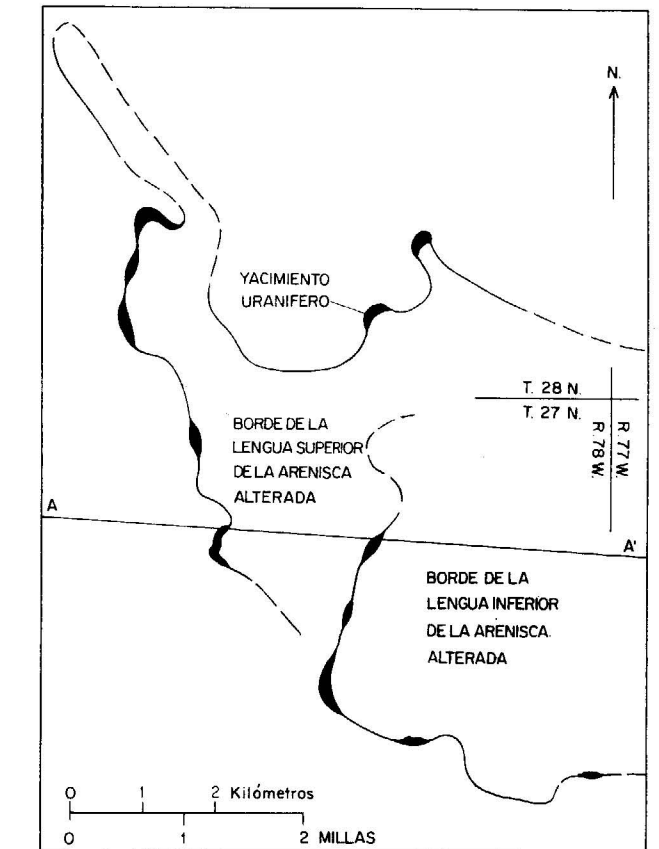 N.
YACIMIENTO
URANIFERO
T. 28 N.
T. 27 N.
R. 77 W.
R. 78 W.
BORDE DE LA
LENGUA SUPERIOR
DE LA ARENISCA
ALTERADA
A
A'
BORDE DE LA
LENGUA INFERIOR
DE LA ARENISCA
ALTERADA
0 1 2 Kilómetros
0 1 2 MILLAS